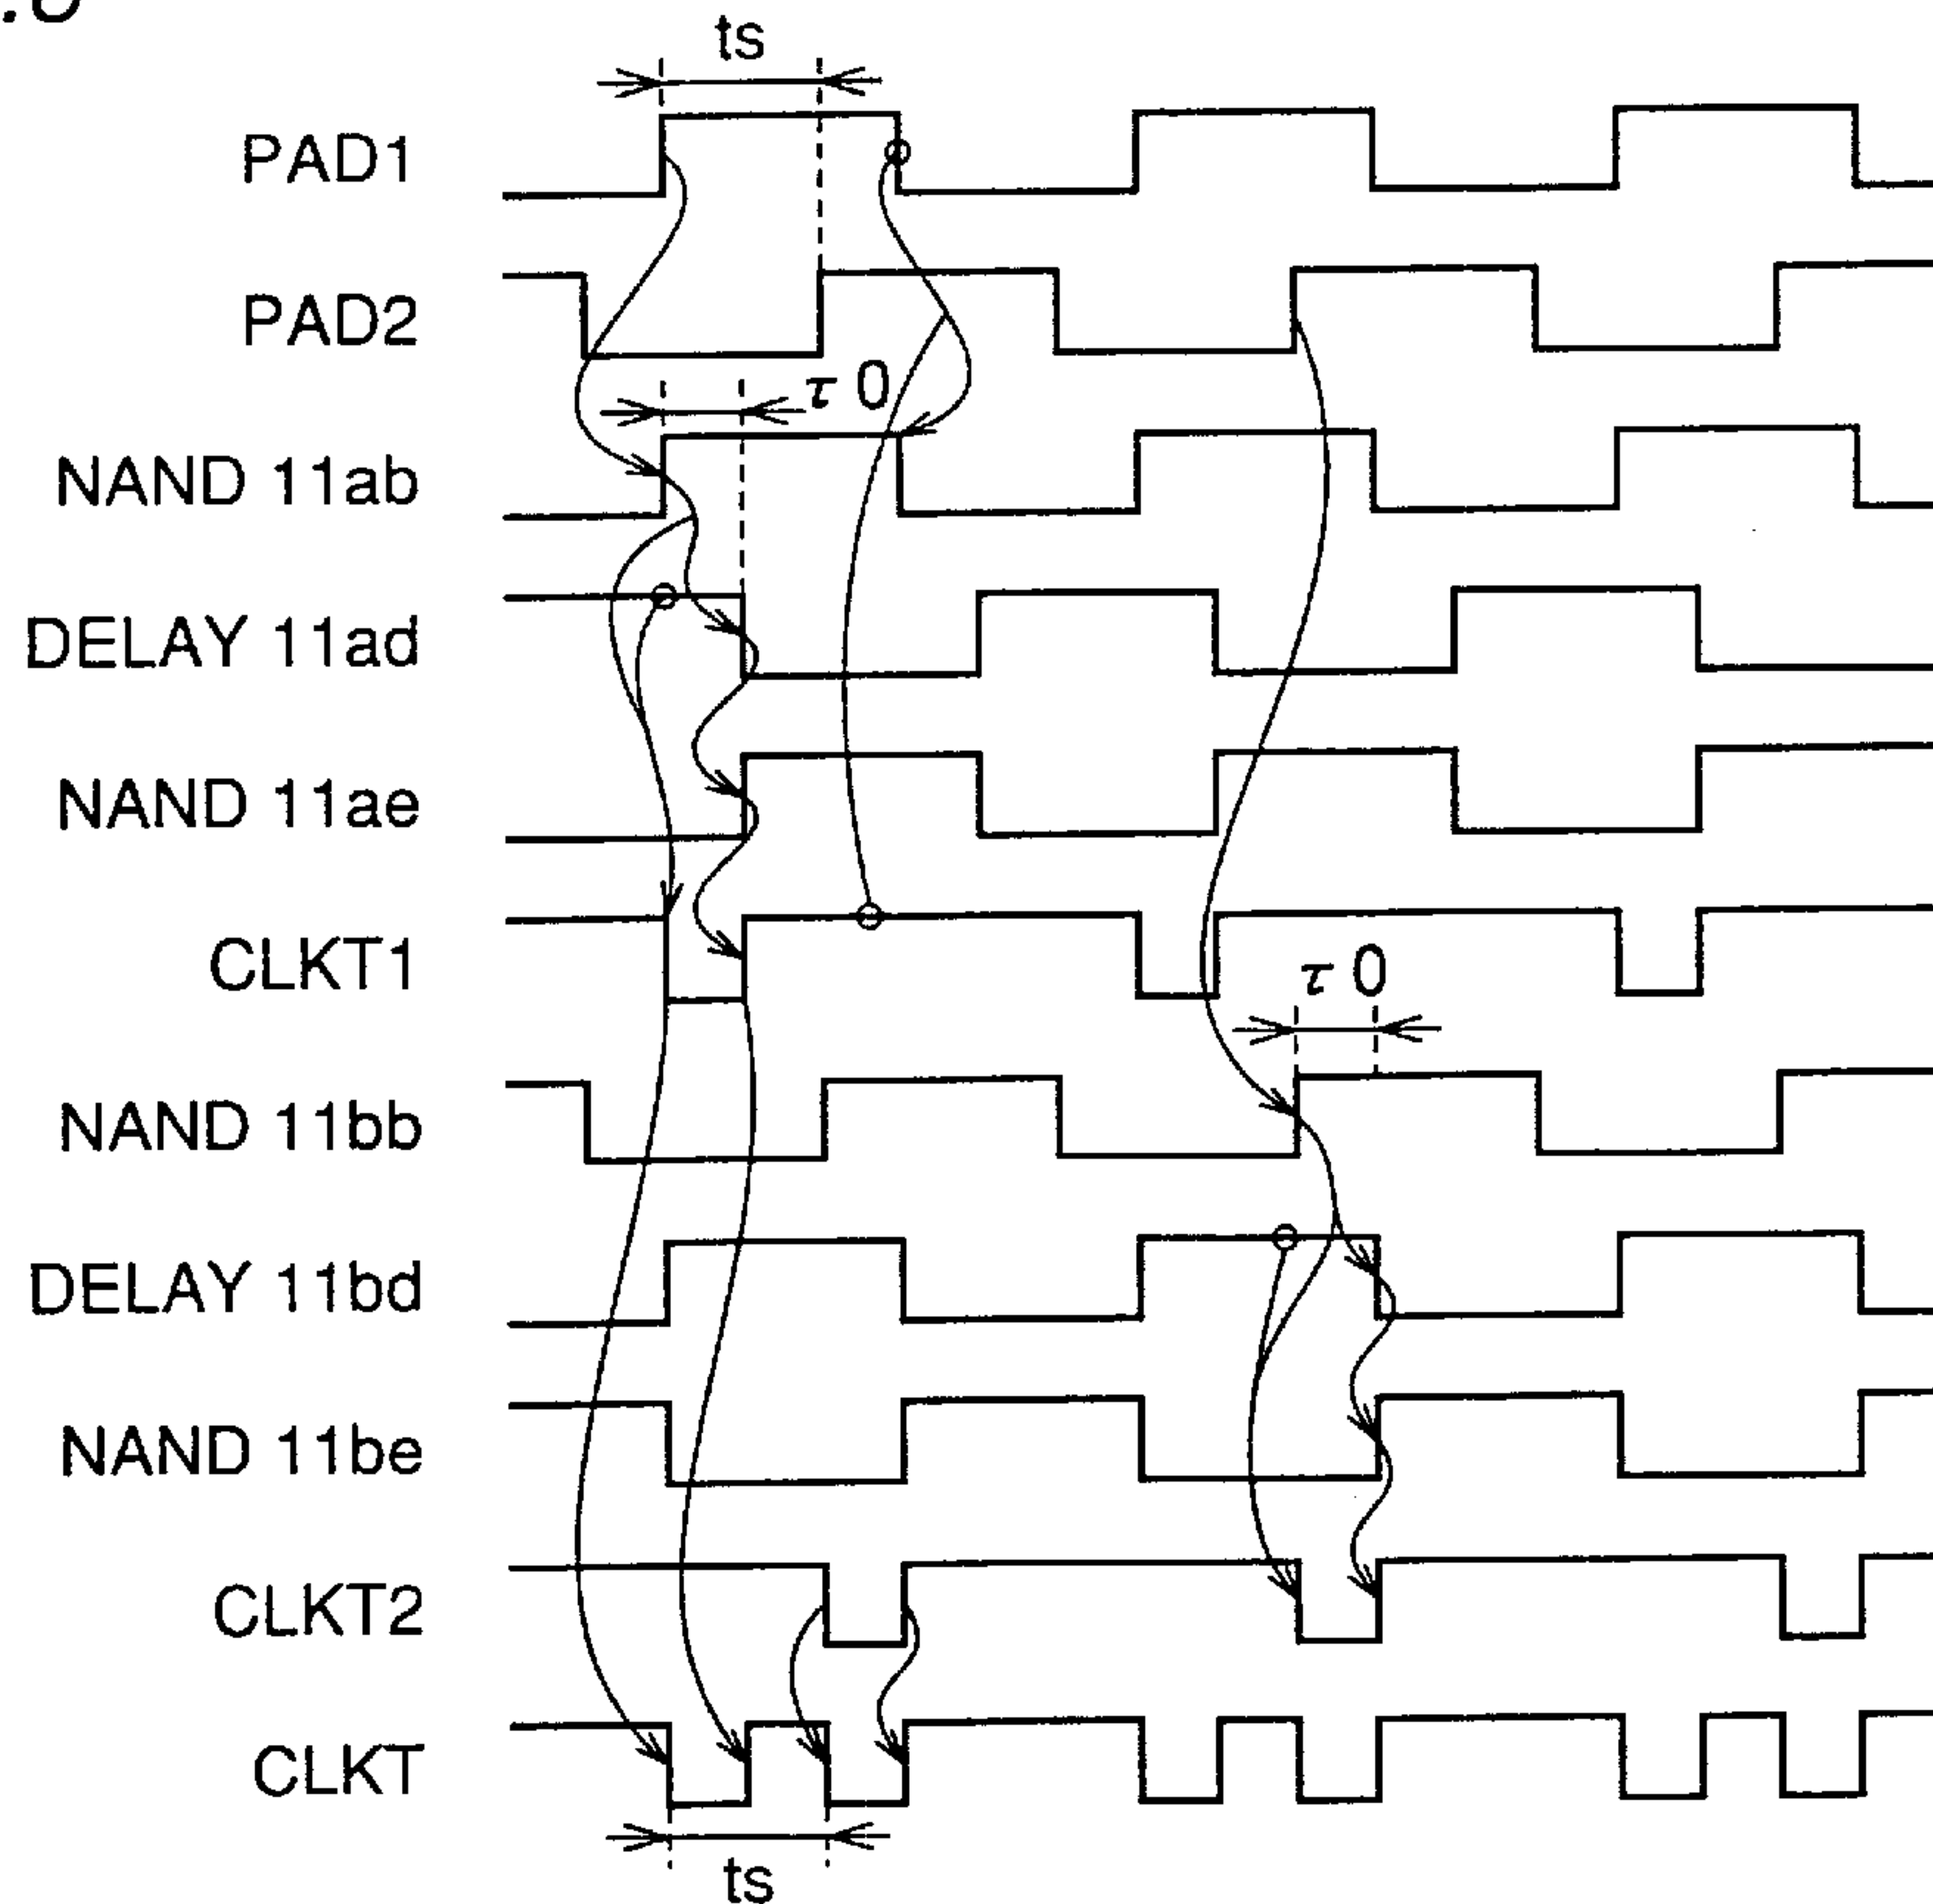 ts
PAD1
PAD2
τ 0
NAND 11ab
DELAY 11ad
NAND 11ae
CLKT1
τ 0
NAND 11bb
DELAY 11bd
NAND 11be
CLKT2
CLKT
ts